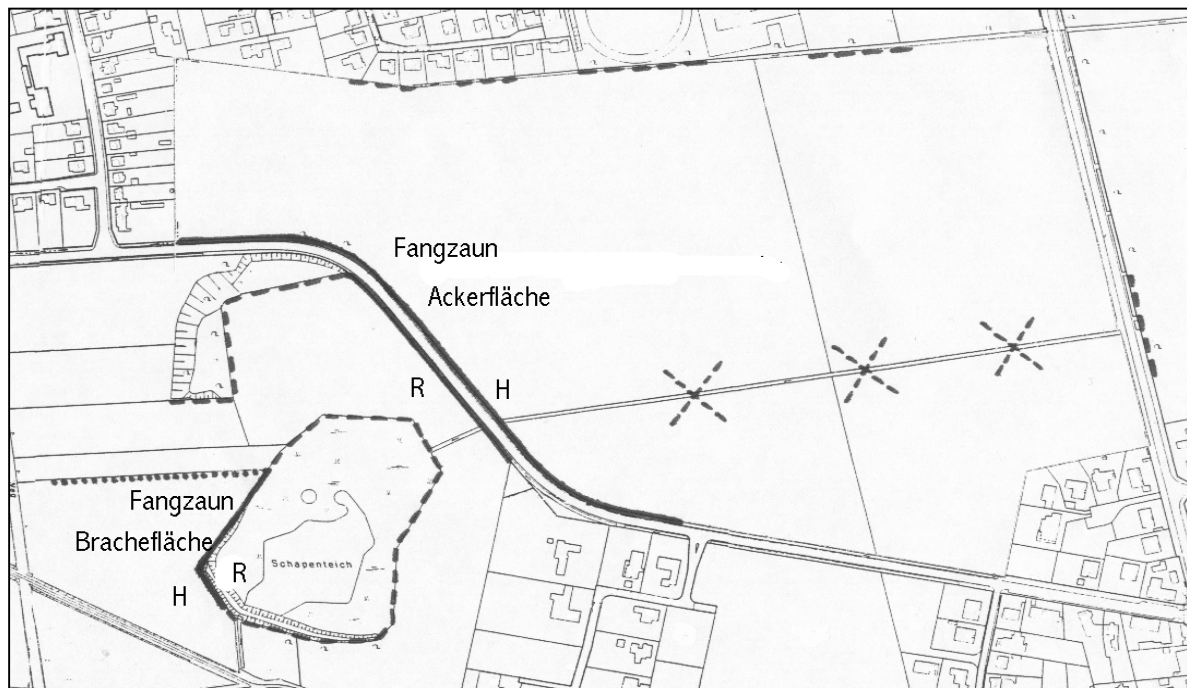 Fangzaun
Ackerfläche
R
H
Fangzaun
Brachefläche
R
H
Schapenteich